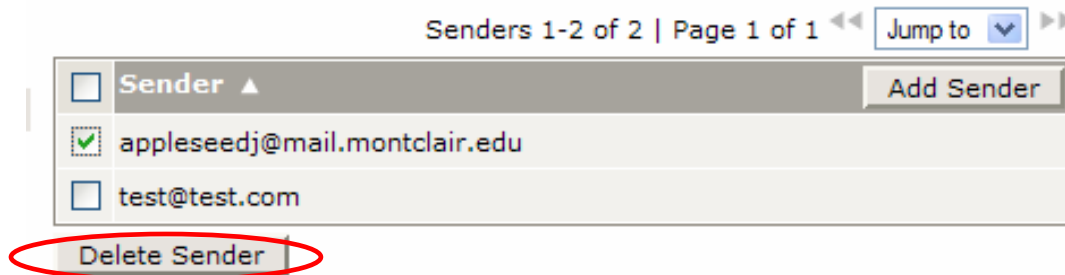 Senders 1-2 of 2 | Page 1 of 1 Jump to
Sender ▲ Add Sender
appleseedj@mail.montclair.edu
test@test.com
Delete Sender